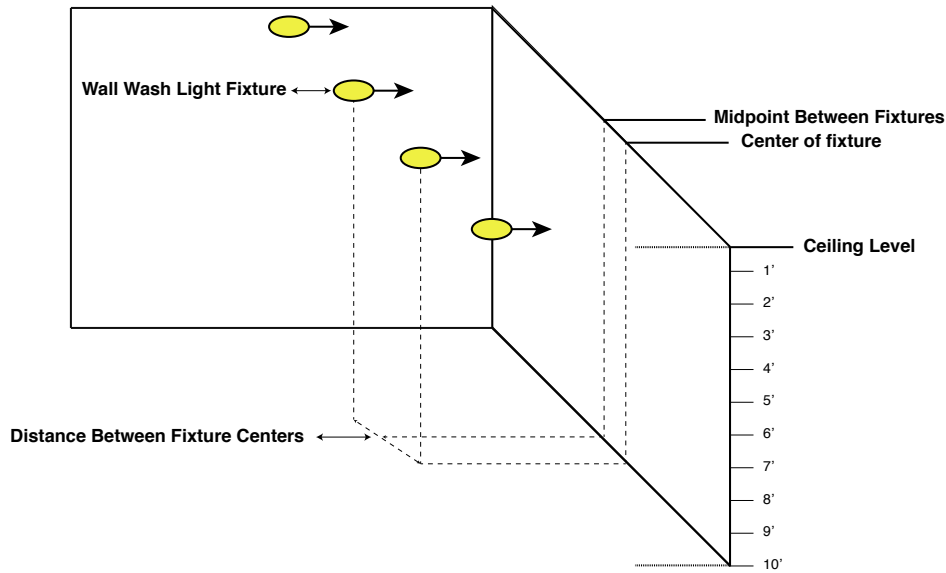 Wall Wash Light Fixture
Midpoint Between Fixtures
Center of fixture
Ceiling Level
1’
2’
3’
4’
5’
6’
Distance Between Fixture Centers
7’
8’
9’
10’